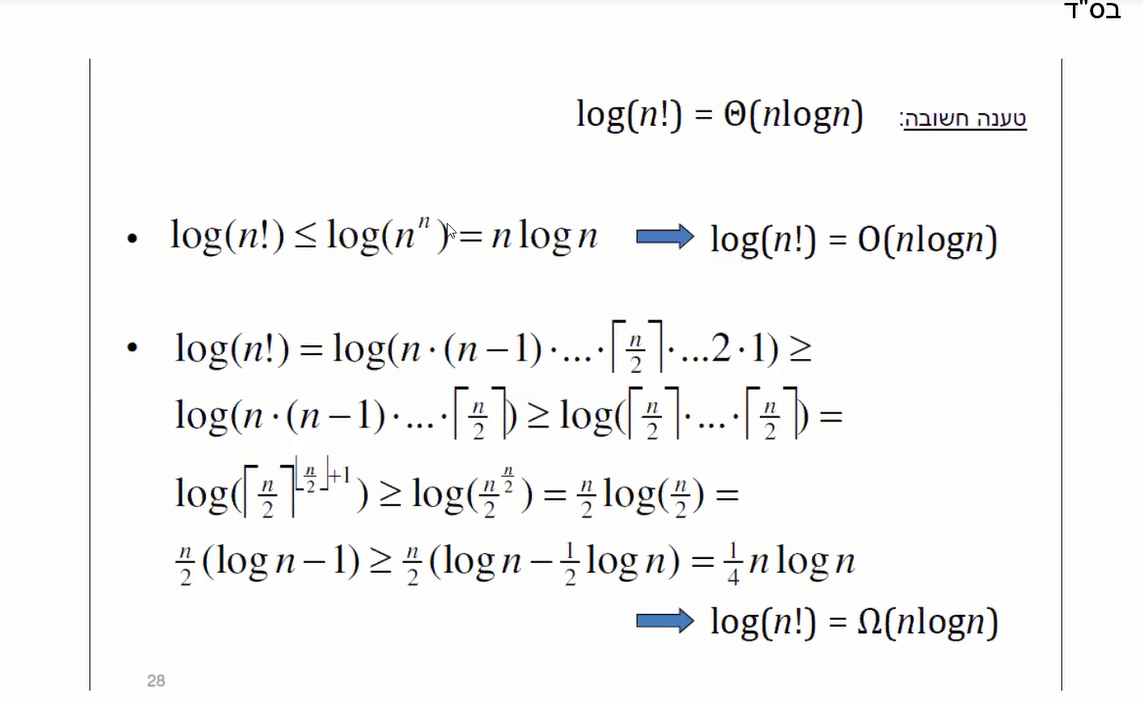 בס"ד
טענה חשובה: log(n!) = Θ(nlogn)
• log(n!) ≤ log(nⁿ) = n log n ➡ log(n!) = O(nlogn)
• log(n!) = log(n·(n−1)·...·⌈n/2⌉·...2·1) ≥
log(n·(n−1)·...·⌈n/2⌉) ≥ log(⌈n/2⌉·...·⌈n/2⌉) =
log(⌈n/2⌉^(⌊n/2⌋+1)) ≥ log(n/2^(n/2)) = n/2 log(n/2) =
n/2 (log n − 1) ≥ n/2 (log n − 1/2 log n) = 1/4 n log n
➡ log(n!) = Ω(nlogn)
28